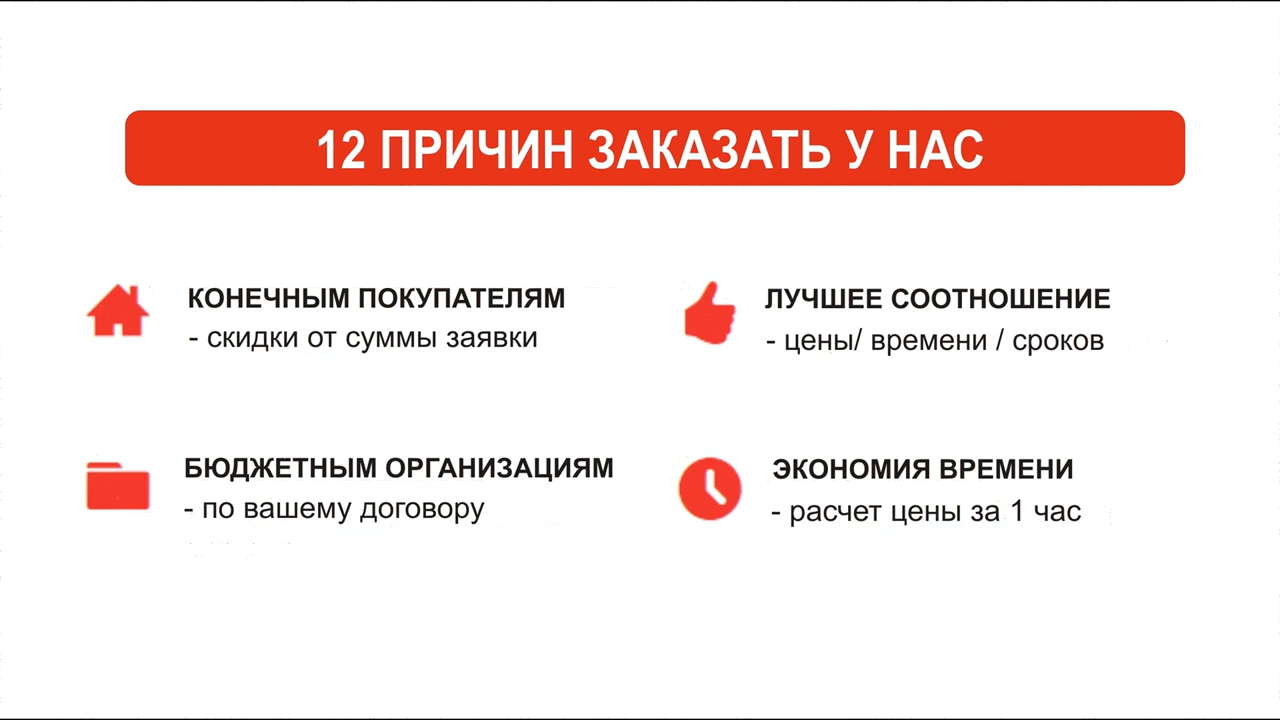 12 ПРИЧИН ЗАКАЗАТЬ У НАС
КОНЕЧНЫМ ПОКУПАТЕЛЯМ
- скидки от суммы заявки
ЛУЧШЕЕ СООТНОШЕНИЕ
- цены/ времени / сроков
БЮДЖЕТНЫМ ОРГАНИЗАЦИЯМ
- по вашему договору
ЭКОНОМИЯ ВРЕМЕНИ
- расчет цены за 1 час